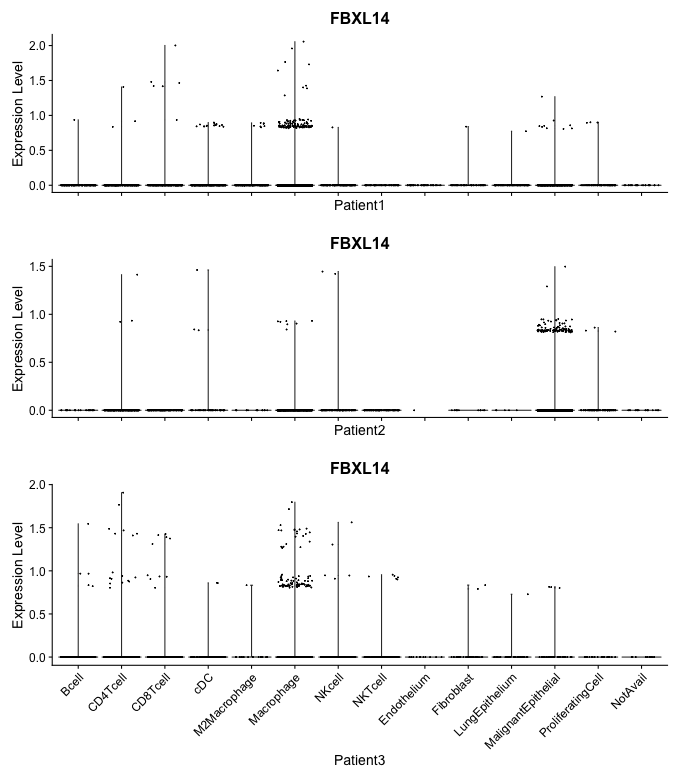 FBXL14
Expression Level
2.0
1.5
1.0
0.5
0.0
Patient1
FBXL14
Expression Level
1.5
1.0
0.5
0.0
Patient2
FBXL14
Expression Level
2.0
1.5
1.0
0.5
0.0
Bcell
CD4Tcell
CD8Tcell
cDC
M2Macrophage
Macrophage
NKcell
NKTcell
Endothelium
Fibroblast
LungEpithelium
MalignantEpithelial
ProliferatingCell
NotAvail
Patient3